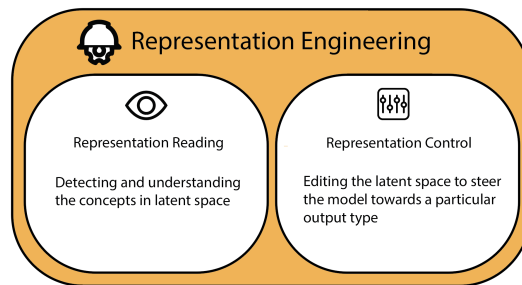 Representation Engineering
Representation Reading
Detecting and understanding
the concepts in latent space
Representation Control
Editing the latent space to steer
the model towards a particular
output type